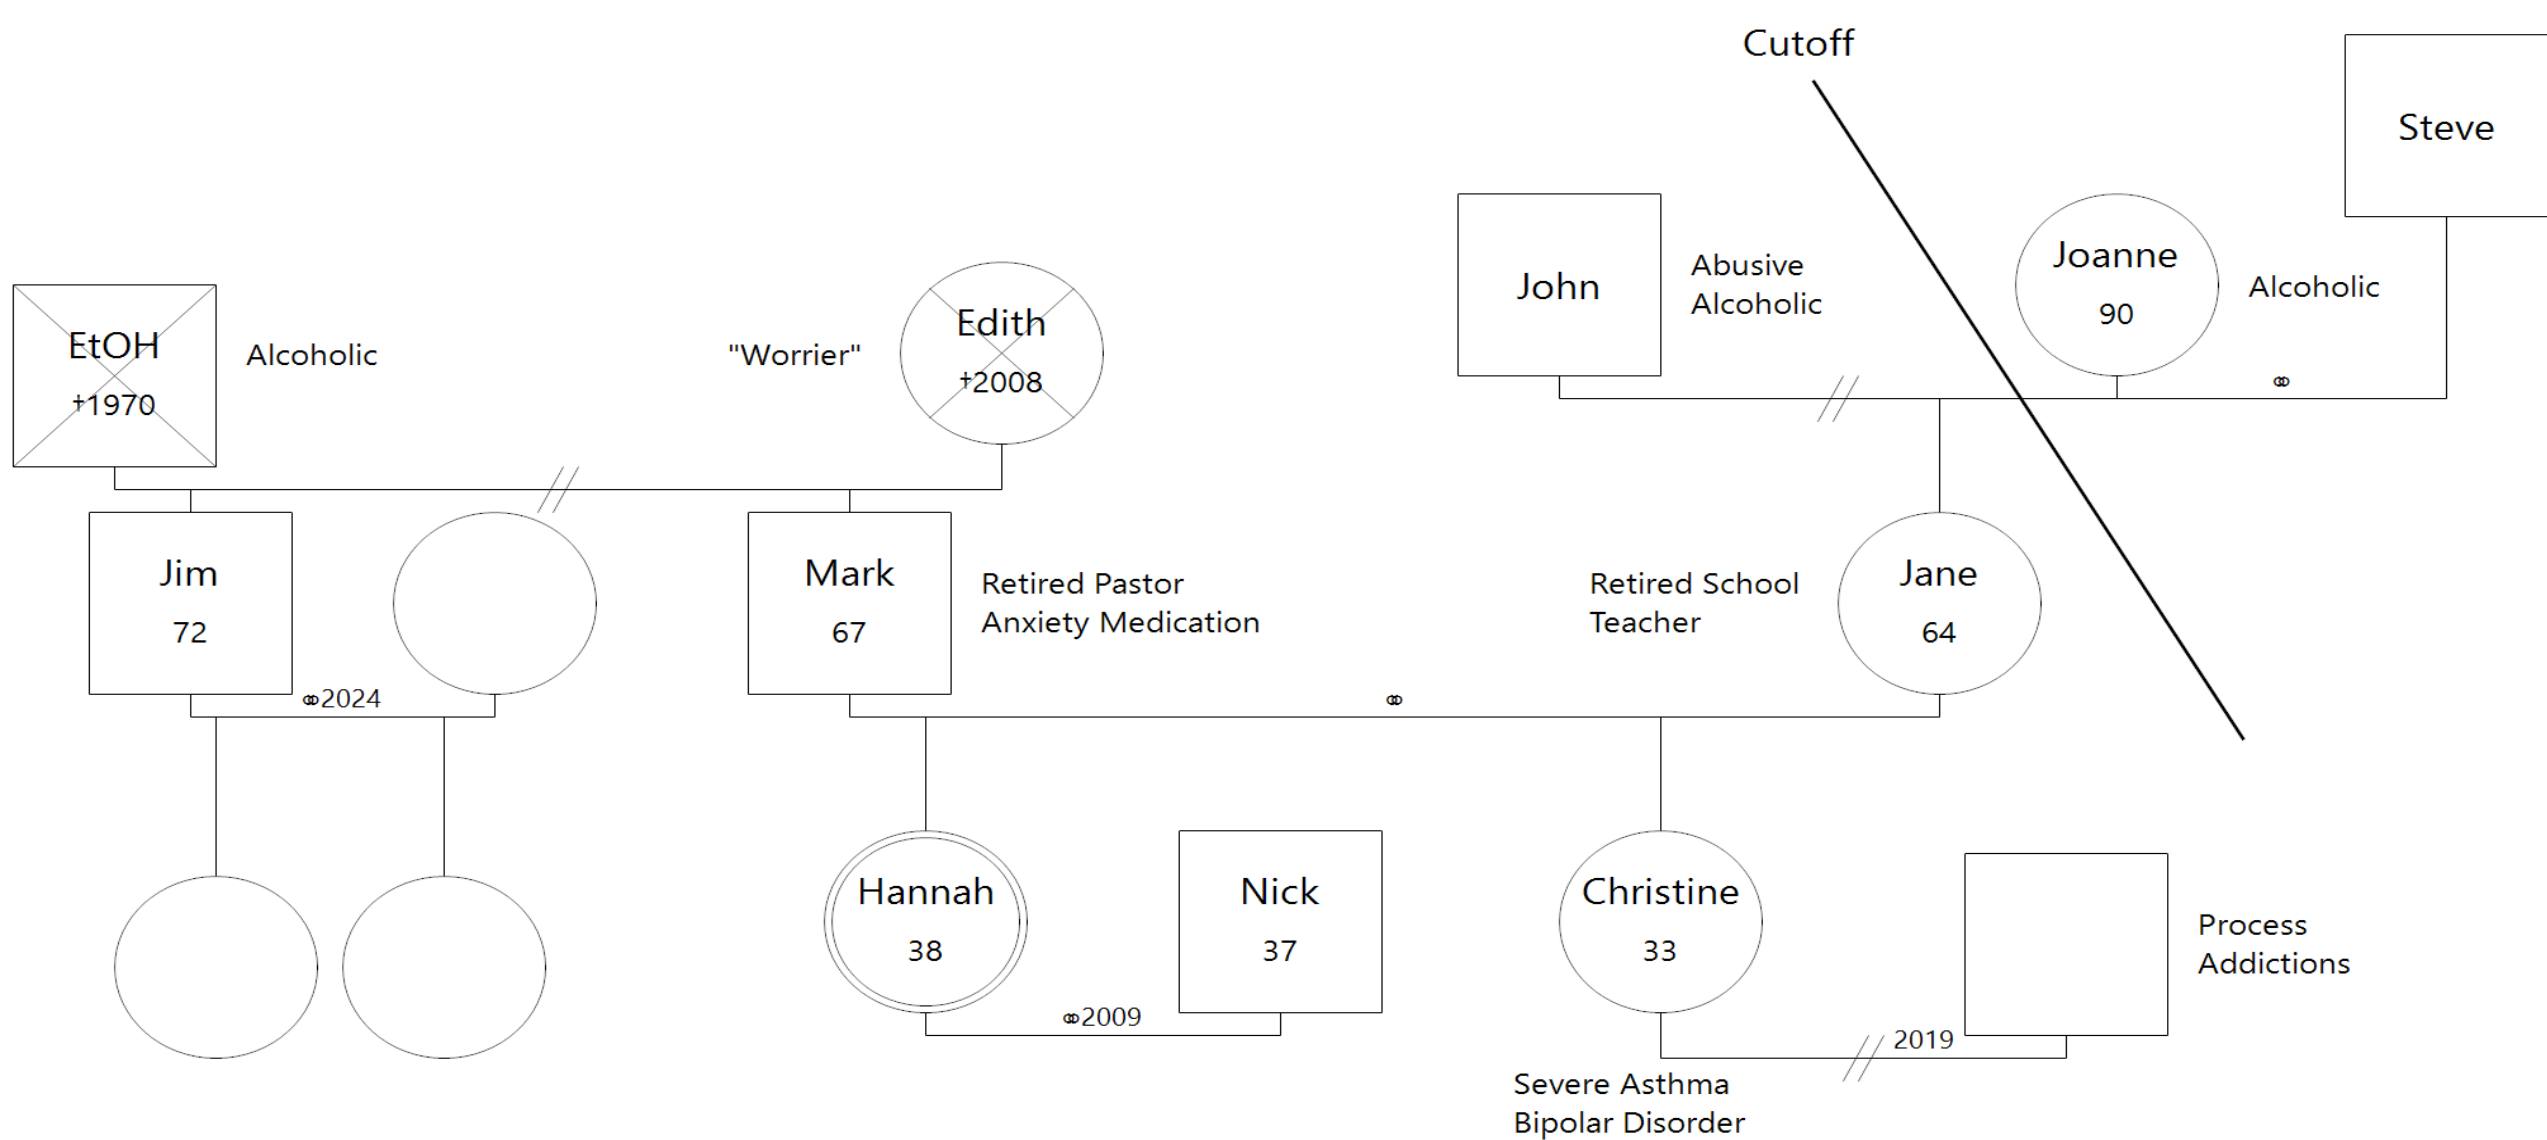 Cutoff
Steve
John
Abusive
Alcoholic
Joanne
90
Alcoholic
EtOH
†1970
Alcoholic
"Worrier"
Edith
†2008
⚭
Jim
72
Mark
67
Retired Pastor
Anxiety Medication
Retired School
Teacher
Jane
64
⚭2024
⚭
Hannah
38
Nick
37
Christine
33
Process
Addictions
⚭2009
2019
Severe Asthma
Bipolar Disorder